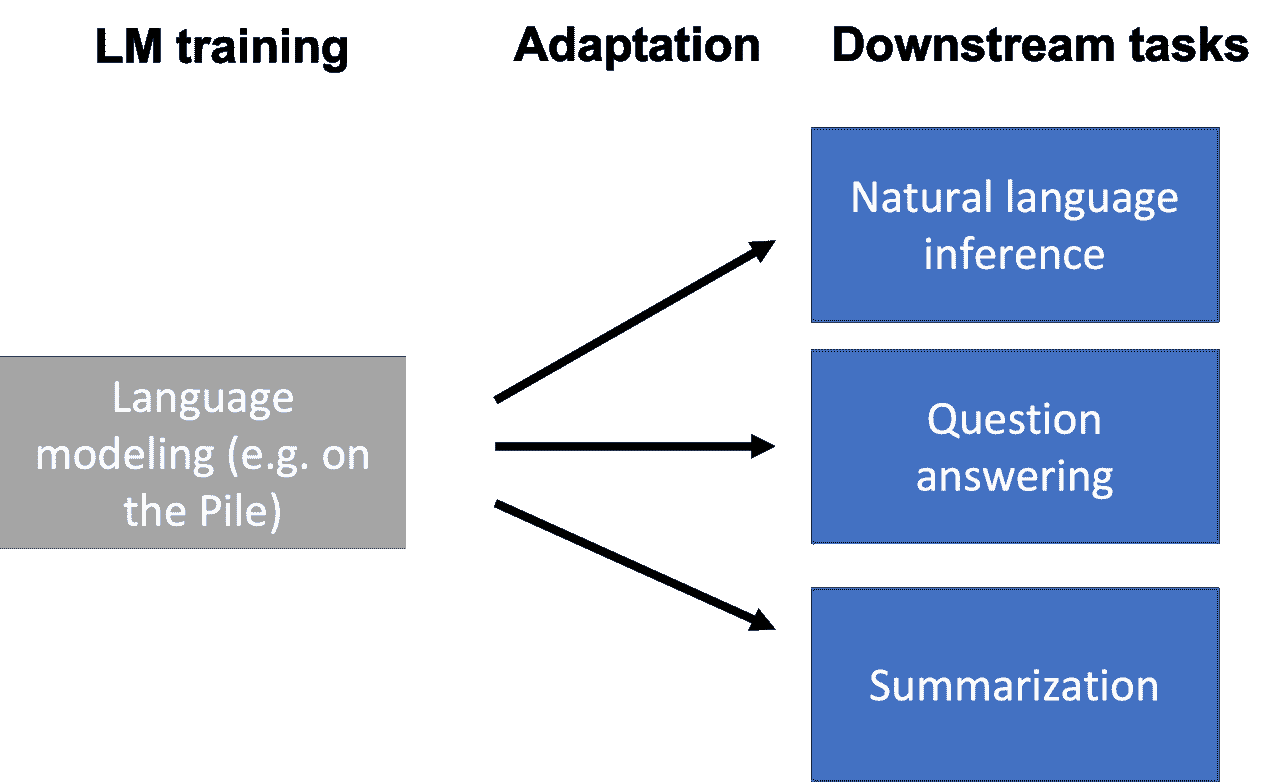 LM training
Adaptation
Downstream tasks
Language
modeling (e.g. on
the Pile)
Natural language
inference
Question
answering
Summarization